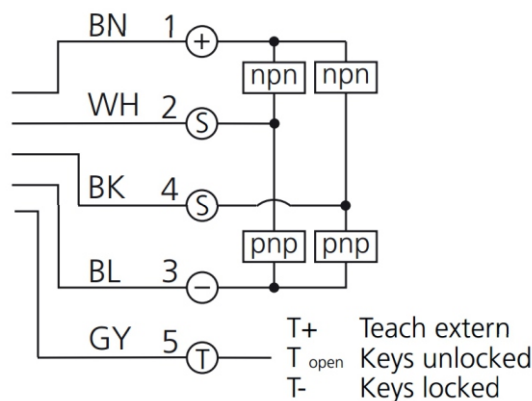 BN 1 +
npn npn
WH 2 S
BK 4 S
pnp pnp
BL 3 −
GY 5 T
T+ Teach extern
T open Keys unlocked
T- Keys locked